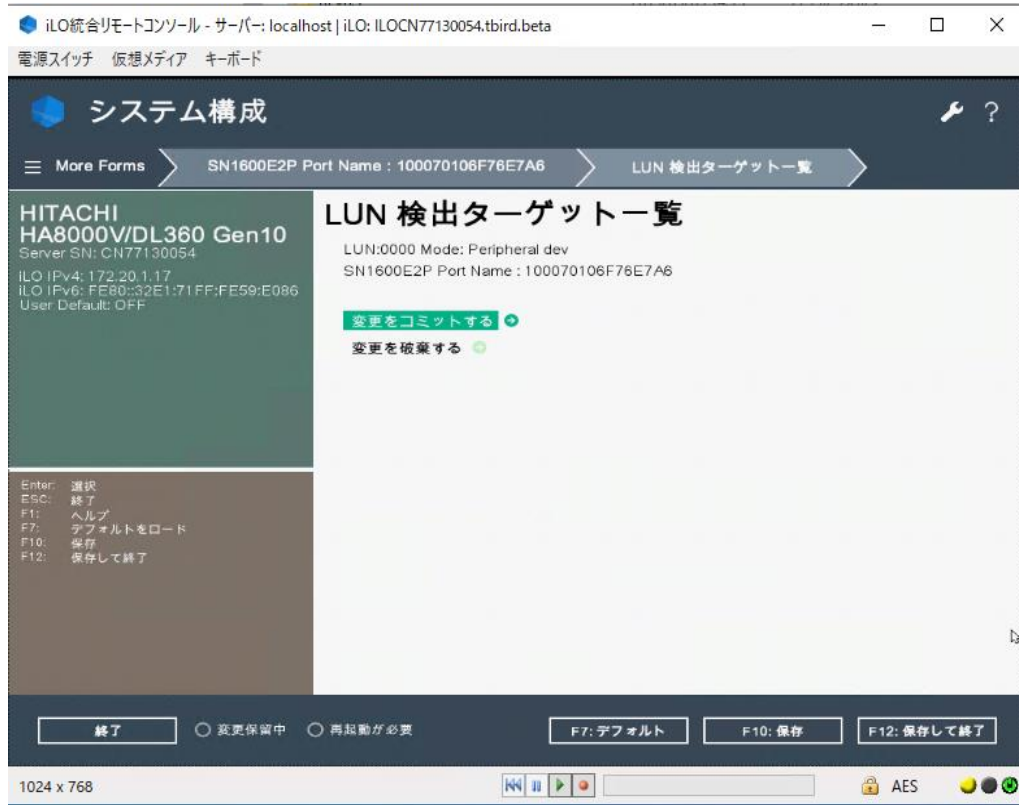 iLO統合リモートコンソール - サーバー: localhost | iLO: ILOCN77130054.tbird.beta
電源スイッチ 仮想メディア キーボード
システム構成
?
More Forms
SN1600E2P Port Name : 100070106F76E7A6
LUN 検出ターゲット一覧
HITACHI
HA8000V/DL360 Gen10
Server SN: CN77130054
iLO IPv4: 172.20.1.17
iLO IPv6: FE80::32E1:71FF:FE59:E086
User Default: OFF
LUN 検出ターゲット一覧
LUN:0000 Mode: Peripheral dev
SN1600E2P Port Name : 100070106F76E7A6
変更をコミットする
変更を破棄する
Enter: 選択
ESC: 終了
F1: ヘルプ
F7: デフォルトをロード
F10: 保存
F12: 保存して終了
終了
変更保留中
再起動が必要
F7: デフォルト
F10: 保存
F12: 保存して終了
1024 x 768
AES